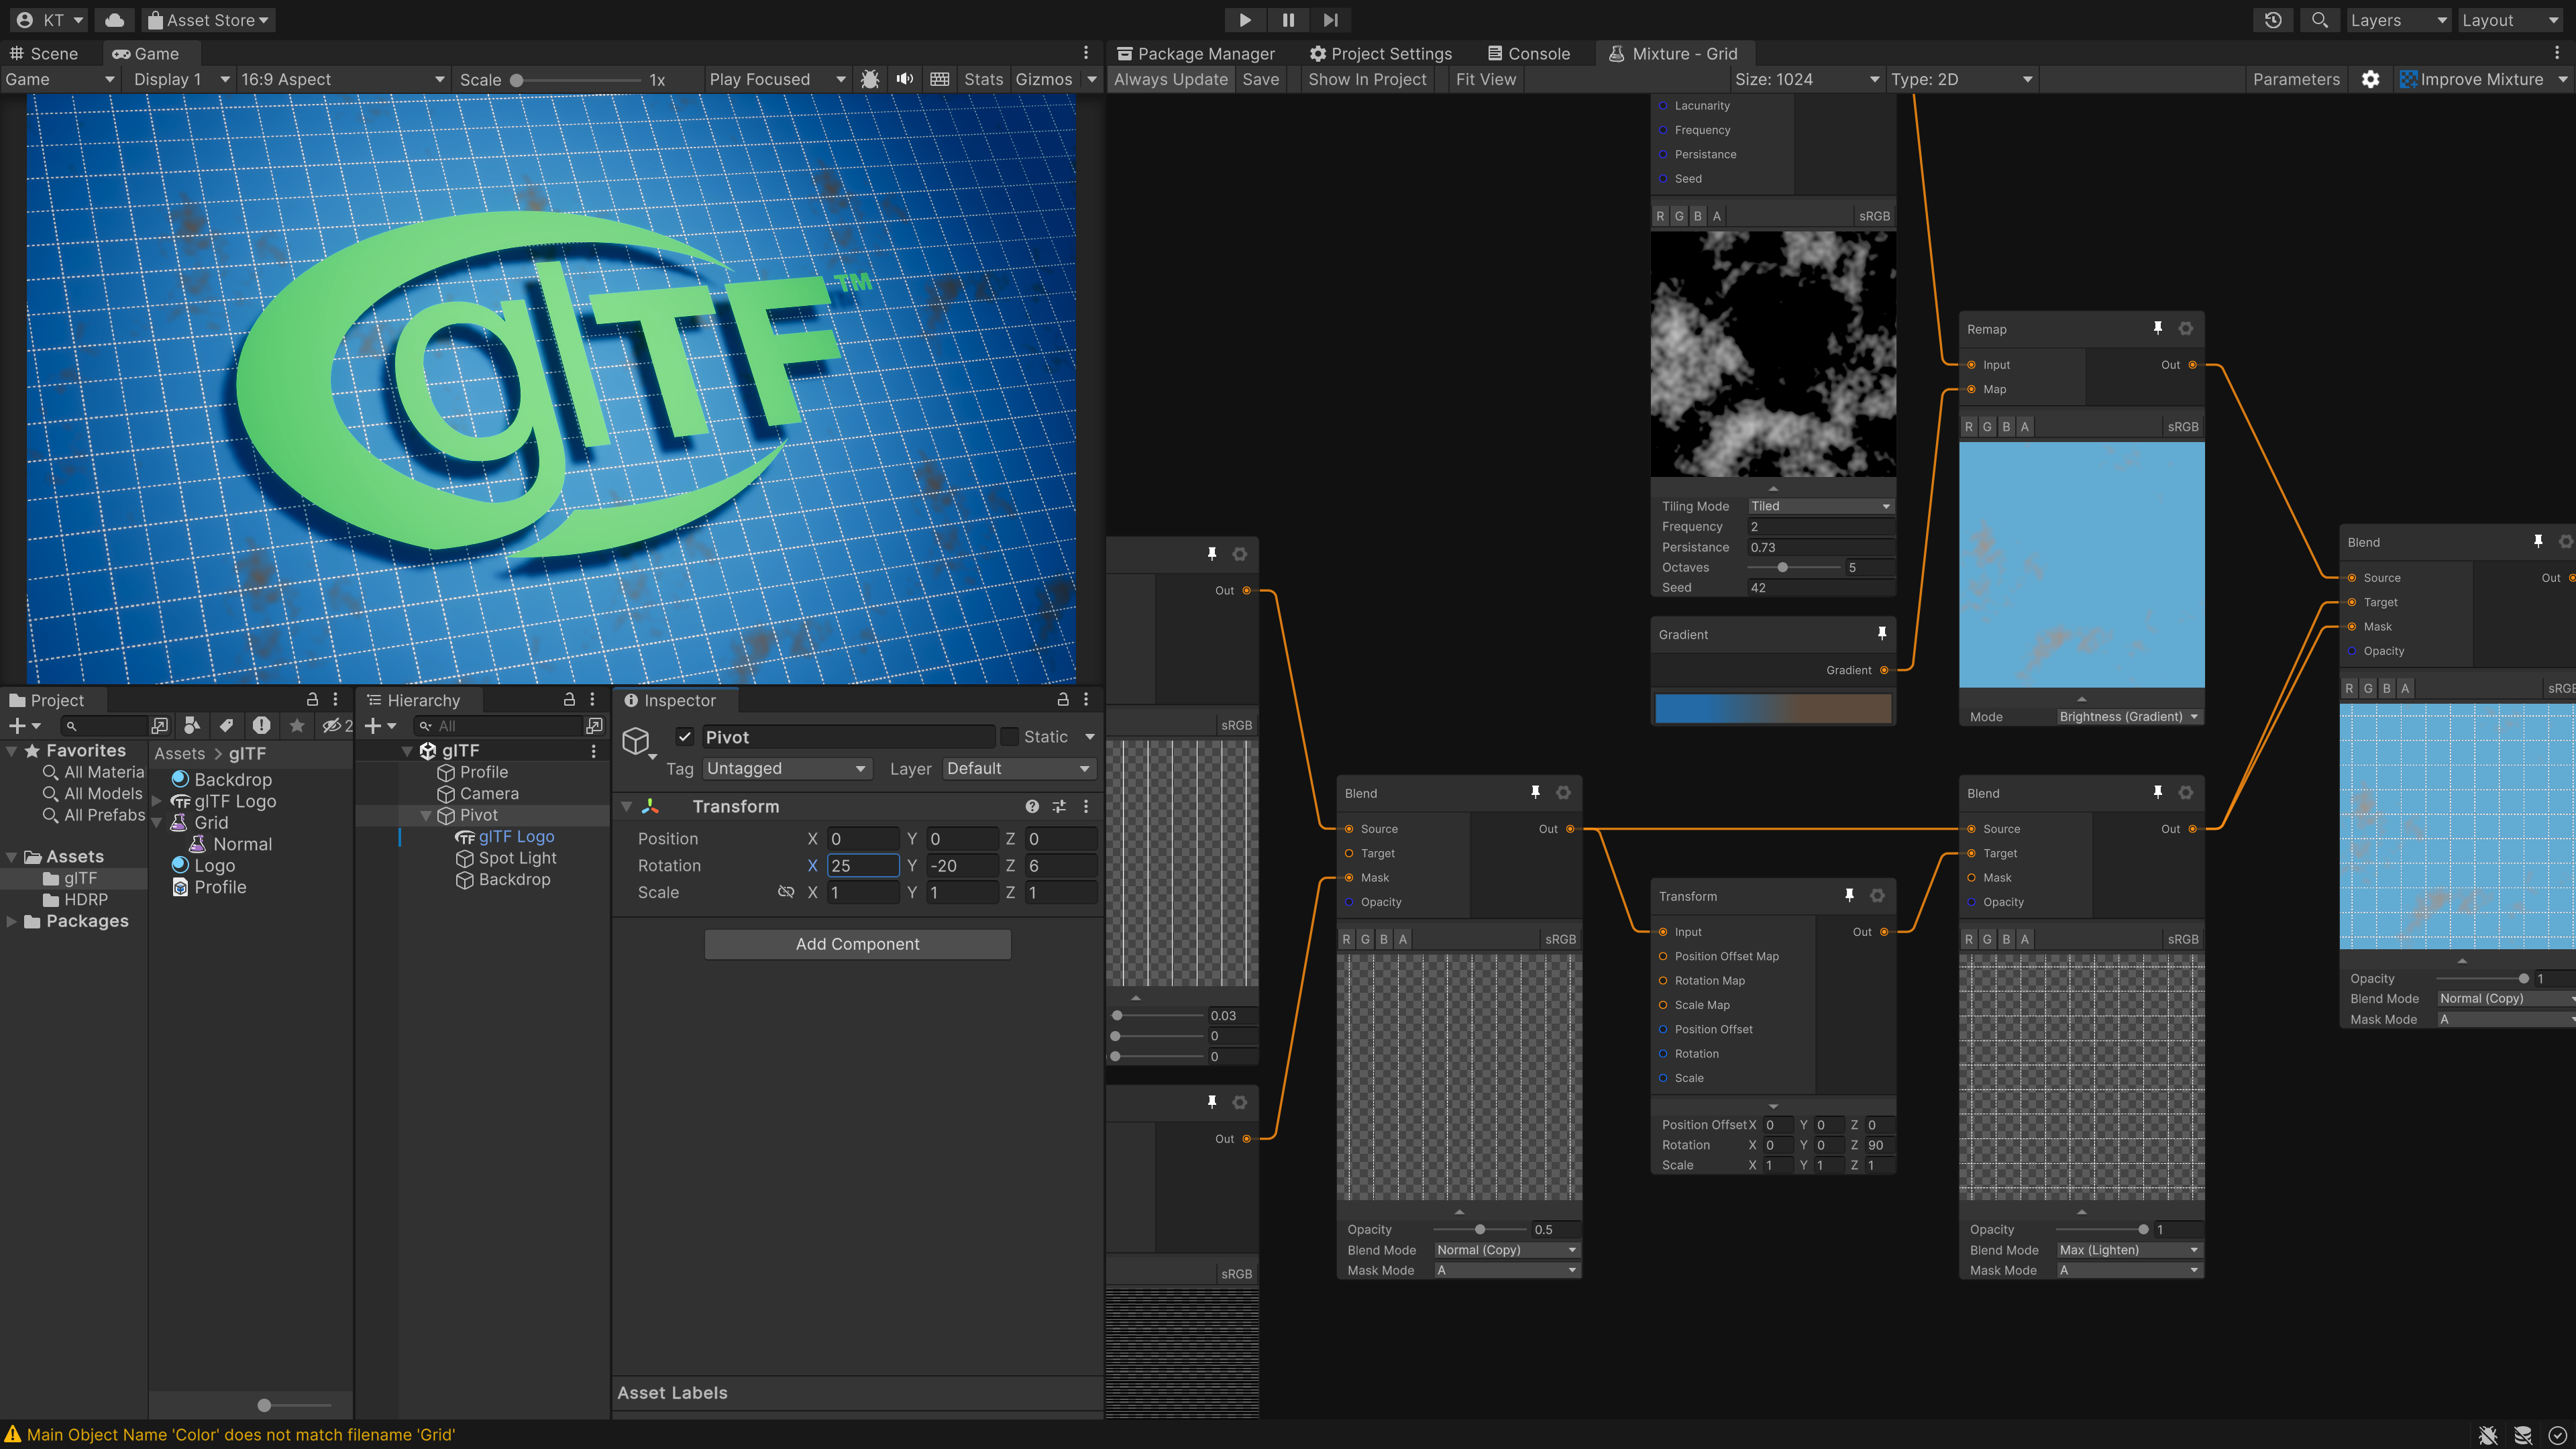 KT
Asset Store
Layers
Layout
Scene
Game
Package Manager
Project Settings
Console
Mixture - Grid
Game
Display 1
16:9 Aspect
Scale
1x
Play Focused
Stats
Gizmos
Always Update
Save
Show In Project
Fit View
Size: 1024
Type: 2D
Parameters
Improve Mixture
glTF™
Lacunarity
Frequency
Persistance
Seed
R G B A
sRGB
Tiling Mode
Tiled
Frequency
2
Persistance
0.73
Octaves
5
Seed
42
Gradient
Gradient
Remap
Input
Out
Map
R G B A
sRGB
Mode
Brightness (Gradient)
Blend
Source
Out
Target
Mask
Opacity
R G B A
sRG
Opacity
1
Blend Mode
Normal (Copy)
Mask Mode
A
Out
sRGB
0.03
0
0
Out
sRGB
Blend
Source
Out
Target
Mask
Opacity
R G B A
sRGB
Opacity
0.5
Blend Mode
Normal (Copy)
Mask Mode
A
Transform
Input
Out
Position Offset Map
Rotation Map
Scale Map
Position Offset
Rotation
Scale
Position Offset X 0 Y 0 Z 0
Rotation X 0 Y 0 Z 90
Scale X 1 Y 1 Z 1
Blend
Source
Out
Target
Mask
Opacity
R G B A
sRGB
Opacity
1
Blend Mode
Max (Lighten)
Mask Mode
A
Project
2
Favorites
All Materia
All Models
All Prefabs
Assets
glTF
HDRP
Packages
Assets > glTF
Backdrop
glTF Logo
Grid
Normal
Logo
Profile
Hierarchy
All
glTF
Profile
Camera
Pivot
glTF Logo
Spot Light
Backdrop
Inspector
Pivot
Static
Tag
Untagged
Layer
Default
Transform
Position X 0 Y 0 Z 0
Rotation X 25 Y -20 Z 6
Scale X 1 Y 1 Z 1
Add Component
Asset Labels
Main Object Name 'Color' does not match filename 'Grid'